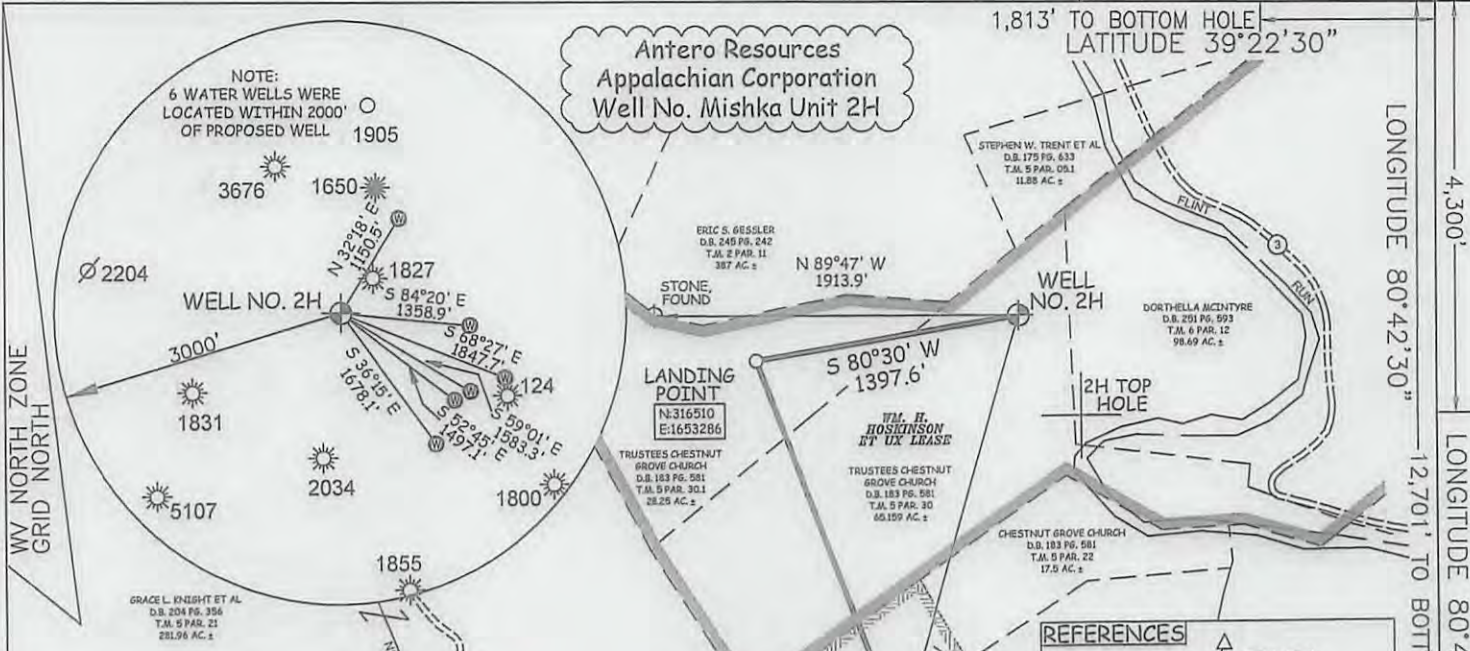 1,813' TO BOTTOM HOLE
LATITUDE 39°22'30"
Antero Resources
Appalachian Corporation
Well No. Mishka Unit 2H
NOTE:
6 WATER WELLS WERE
LOCATED WITHIN 2000'
OF PROPOSED WELL
1905
3676
1650
N 32°18' E
1150.5'
2204
1827
WELL NO. 2H
S 84°20' E
1358.9'
S 68°27' E
1847.7'
3000'
124
S 59°01' E
1583.3'
S 52°45' E
1497.1'
S 36°15' E
1678.1'
1831
2034
1800
5107
1855
WV NORTH ZONE
GRID NORTH
GRACE L. KNIGHT ET AL
D.B. 204 PG. 356
T.M. 5 PAR. 21
281.96 AC. ±
STEPHEN W. TRENT ET AL
D.B. 175 PG. 633
T.M. 5 PAR. 05.1
11.88 AC. ±
ERIC S. GESSLER
D.B. 245 PG. 242
T.M. 2 PAR. 11
387 AC. ±
N 89°47' W
1913.9'
STONE,
FOUND
WELL
NO. 2H
FLINT
RUN
3
DORTHELLA MCINTYRE
D.B. 251 PG. 593
T.M. 6 PAR. 12
98.69 AC. ±
S 80°30' W
1397.6'
LANDING
POINT
N:316510
E:1653286
2H TOP
HOLE
WM. H.
HOSKINSON
ET UX LEASE
TRUSTEES CHESTNUT
GROVE CHURCH
D.B. 183 PG. 581
T.M. 5 PAR. 30.1
28.25 AC. ±
TRUSTEES CHESTNUT
GROVE CHURCH
D.B. 183 PG. 581
T.M. 5 PAR. 30
65.159 AC. ±
CHESTNUT GROVE CHURCH
D.B. 183 PG. 581
T.M. 5 PAR. 22
17.5 AC. ±
REFERENCES
LONGITUDE 80°42'30"
12,701' TO BOTT
4,300'
LONGITUDE 80°4